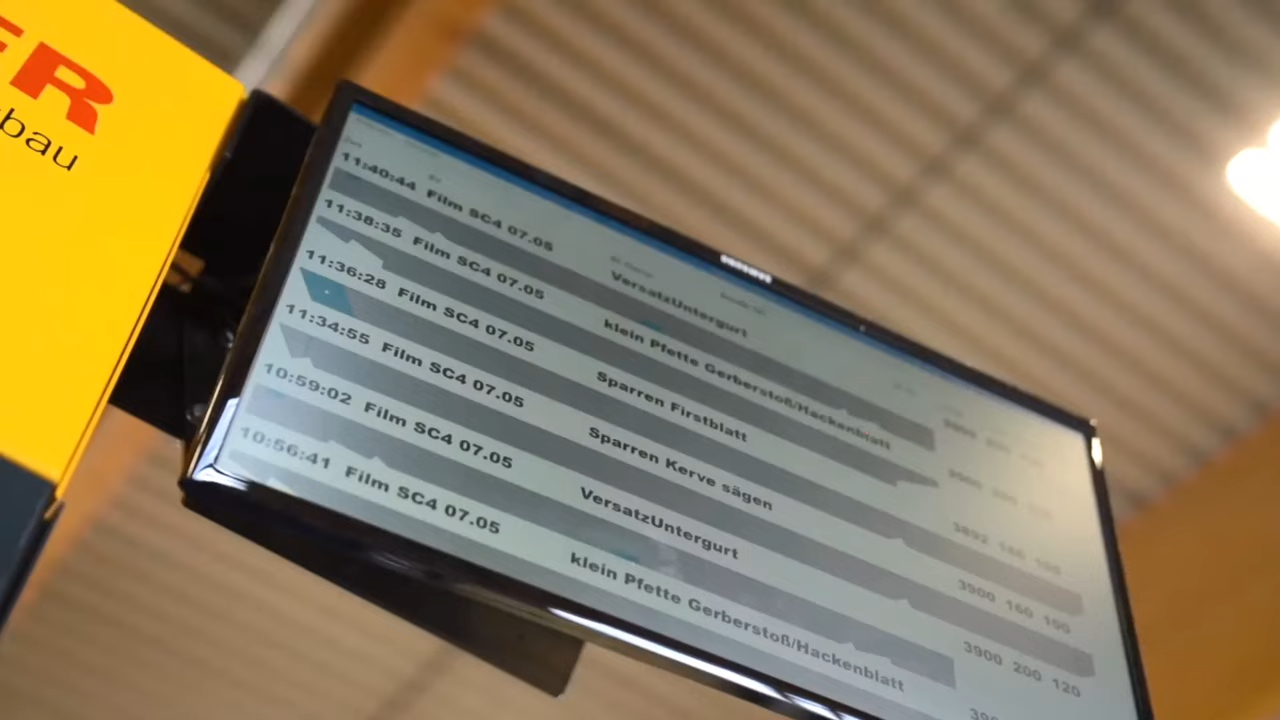 ER
bau
11:40:44 Film SC4 07.05 VersatzUntergurt
11:38:35 Film SC4 07.05 klein Pfette Gerberstoß/Hackenblatt
11:36:28 Film SC4 07.05 Sparren Firstblatt
11:34:55 Film SC4 07.05 Sparren Kerve sägen 3900 160 100
10:59:02 Film SC4 07.05 VersatzUntergurt 3900 200 120
10:56:41 Film SC4 07.05 klein Pfette Gerberstoß/Hackenblatt